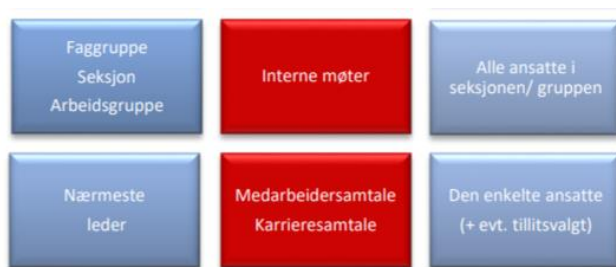 Faggruppe
Seksjon
Arbeidsgruppe
Interne møter
Alle ansatte i
seksjonen/ gruppen
Nærmeste
leder
Medarbeidersamtale
Karrieresamtale
Den enkelte ansatte
(+ evt. tillitsvalgt)